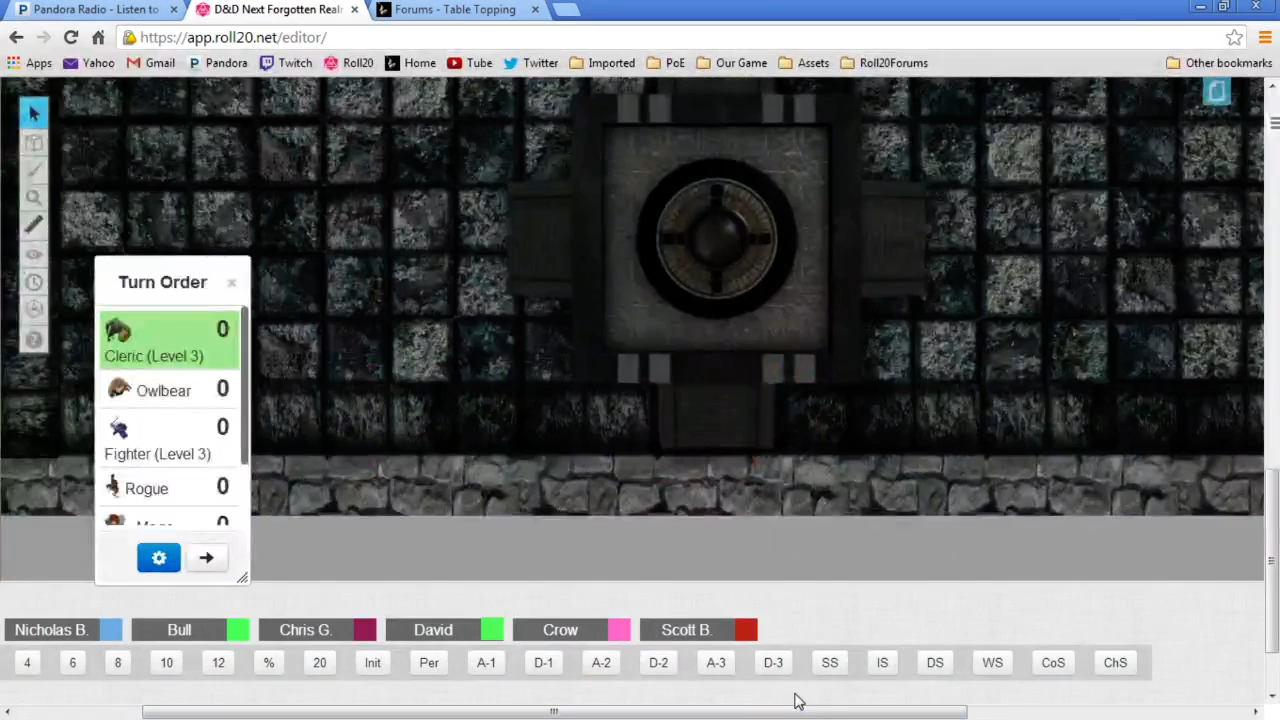 Pandora Radio - Listen to × D&D Next Forgotten Realm × Forums - Table Topping ×
https://app.roll20.net/editor/
Apps Yahoo Gmail Pandora Twitch Roll20 Home Tube Twitter Imported PoE Our Game Assets Roll20Forums Other bookmarks
Turn Order ×
0
Cleric (Level 3)
Owlbear 0
0
Fighter (Level 3)
Rogue 0
Mage 0
Nicholas B. Bull Chris G. David Crow Scott B.
4 6 8 10 12 % 20 Init Per A-1 D-1 A-2 D-2 A-3 D-3 SS IS DS WS CoS ChS